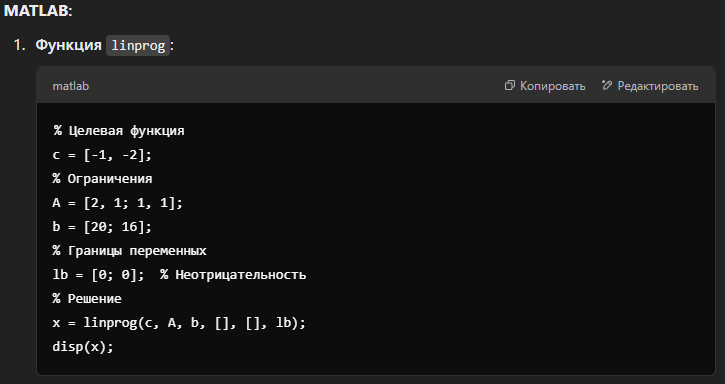 MATLAB:
1. Функция linprog:
matlab Копировать Редактировать
% Целевая функция
c = [-1, -2];
% Ограничения
A = [2, 1; 1, 1];
b = [20; 16];
% Границы переменных
lb = [0; 0];  % Неотрицательность
% Решение
x = linprog(c, A, b, [], [], lb);
disp(x);